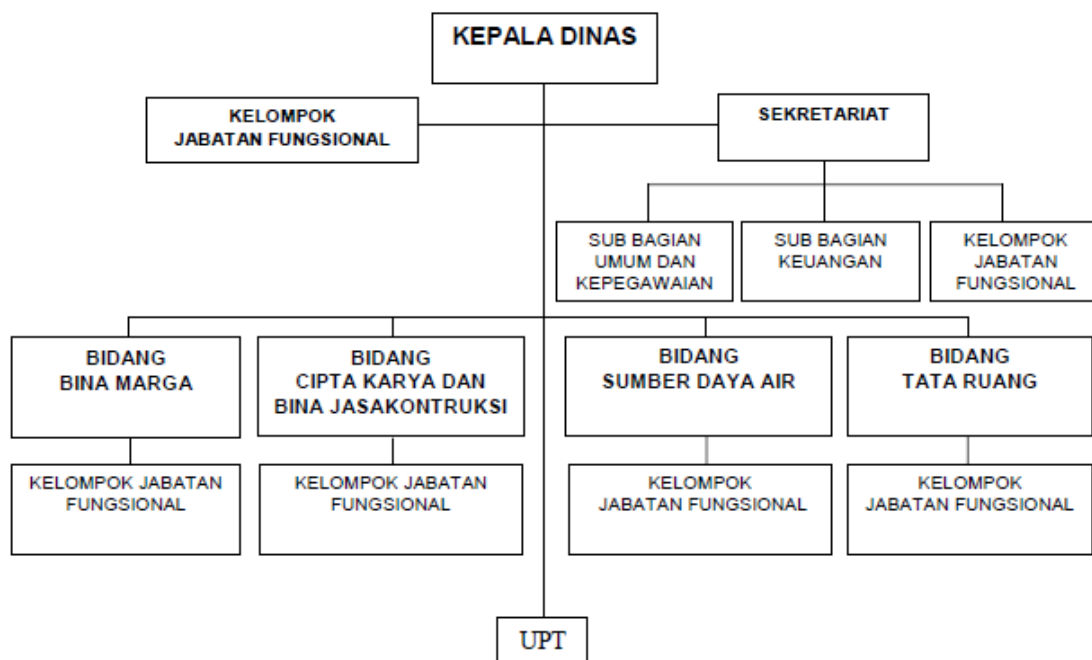 KEPALA DINAS
KELOMPOK
JABATAN FUNGSIONAL
SEKRETARIAT
SUB BAGIAN
UMUM DAN
KEPEGAWAIAN
SUB BAGIAN
KEUANGAN
KELOMPOK
JABATAN
FUNGSIONAL
BIDANG
BINA MARGA
BIDANG
CIPTA KARYA DAN
BINA JASAKONTRUKSI
BIDANG
SUMBER DAYA AIR
BIDANG
TATA RUANG
KELOMPOK JABATAN
FUNGSIONAL
KELOMPOK JABATAN
FUNGSIONAL
KELOMPOK
JABATAN FUNGSIONAL
KELOMPOK
JABATAN FUNGSIONAL
UPT